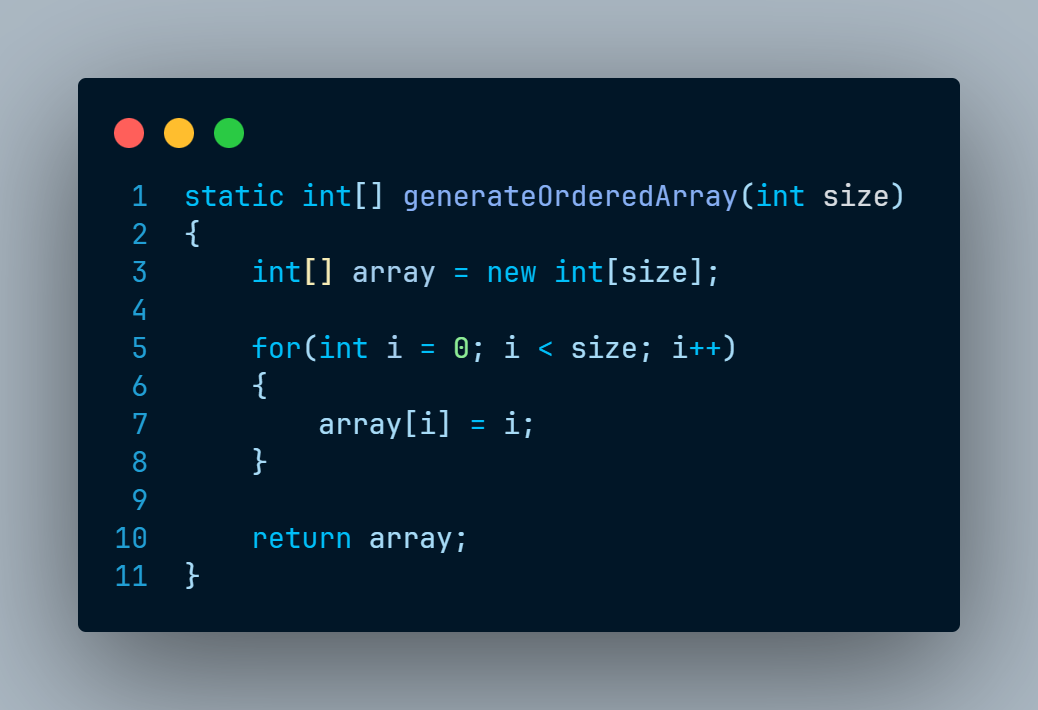 1 static int[] generateOrderedArray(int size)
2 {
3     int[] array = new int[size];
4
5     for(int i = 0; i < size; i++)
6     {
7         array[i] = i;
8     }
9
10     return array;
11 }